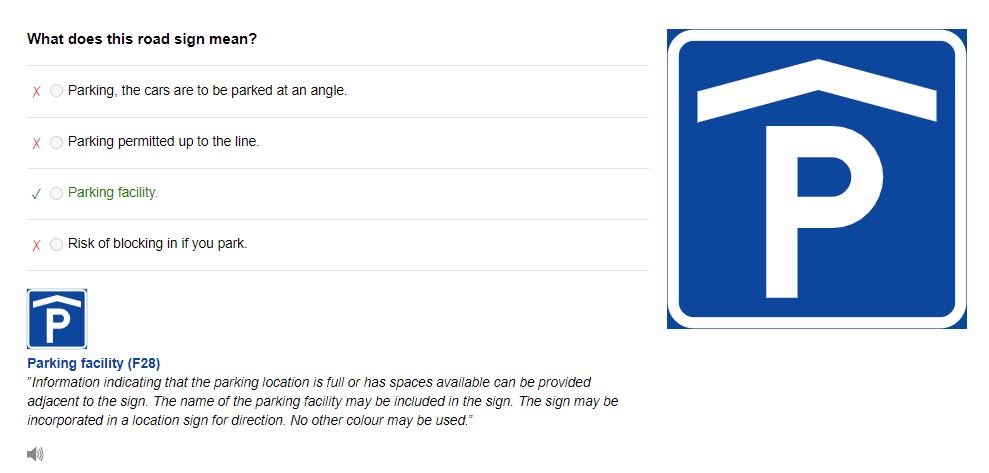 What does this road sign mean?
Parking, the cars are to be parked at an angle.
Parking permitted up to the line.
Parking facility.
Risk of blocking in if you park.
P
P
Parking facility (F28)
"Information indicating that the parking location is full or has spaces available can be provided
adjacent to the sign. The name of the parking facility may be included in the sign. The sign may be
incorporated in a location sign for direction. No other colour may be used."